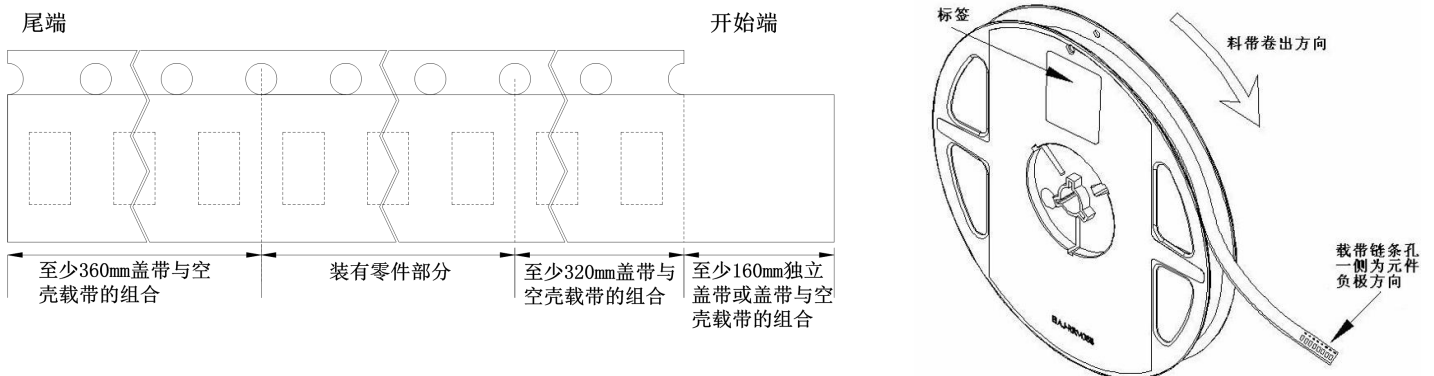 尾端
开始端
至少360mm盖带与空
壳载带的组合
装有零件部分
至少320mm盖带与
空壳载带的组合
至少160mm独立
盖带或盖带与空
壳载带的组合
标签
料带卷出方向
载带链条孔
一侧为元件
负极方向